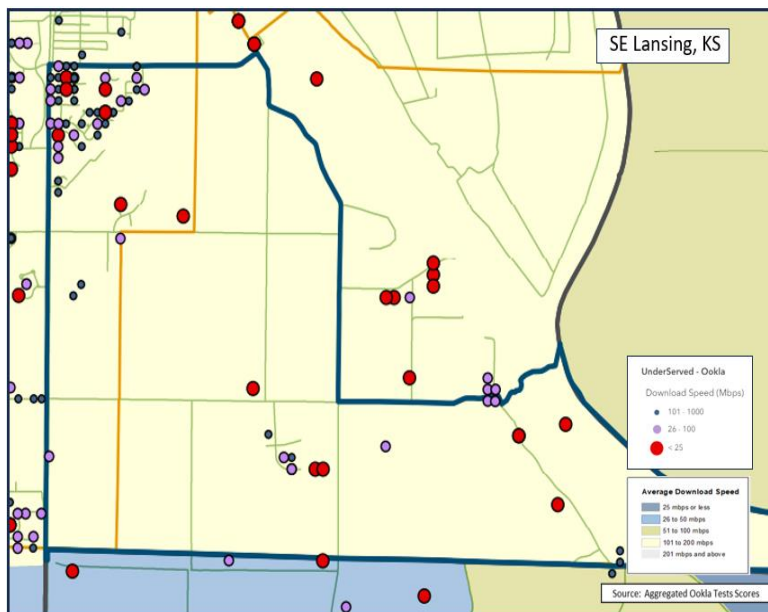 SE Lansing, KS
UnderServed - Ookla
Download Speed (Mbps)
101 - 1000
26 - 100
< 25
Average Download Speed
25 mbps or less
26 to 50 mbps
51 to 100 mbps
101 to 200 mbps
201 mbps and above
Source: Aggregated Ookla Tests Scores